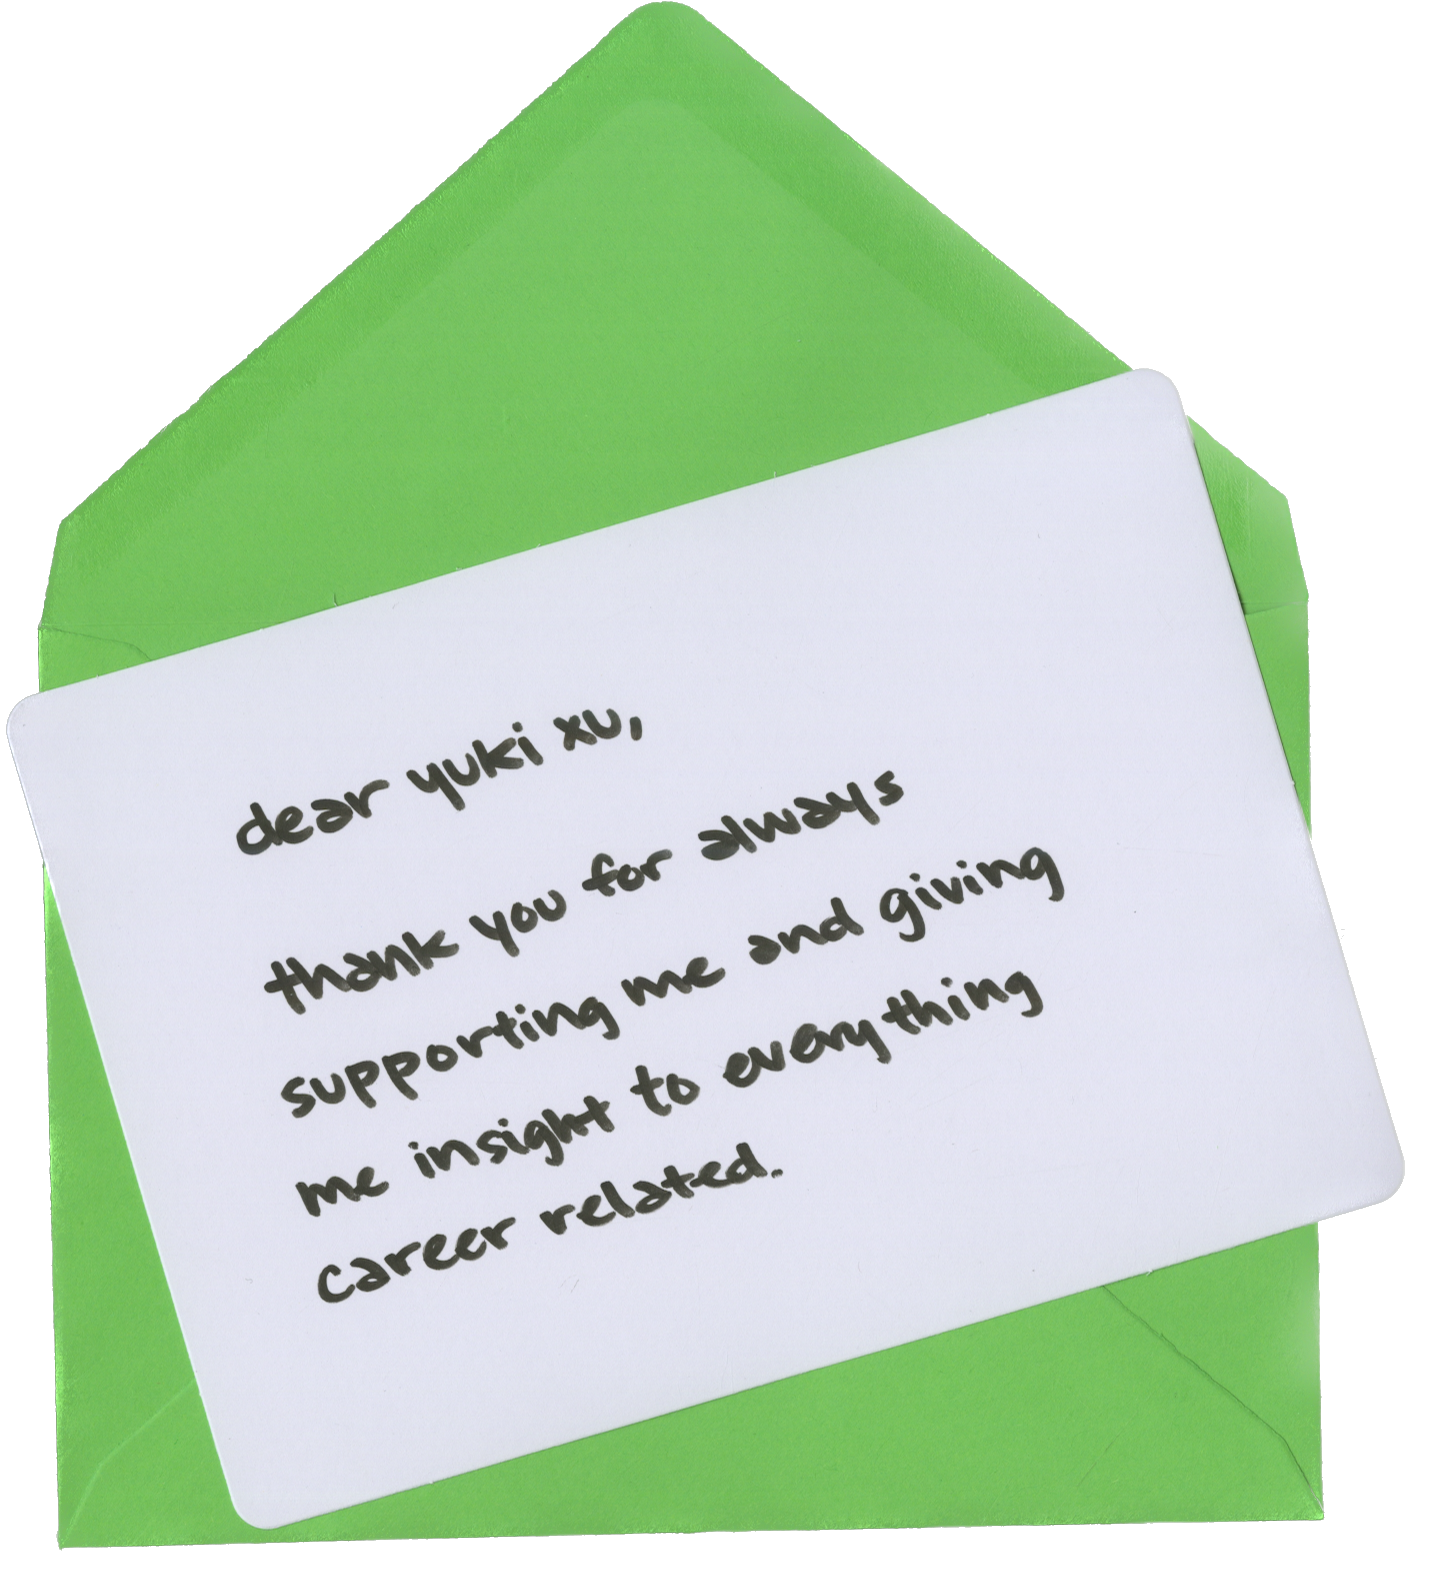 dear yuki xu,
thank you for always
supporting me and giving
me insight to everything
career related.